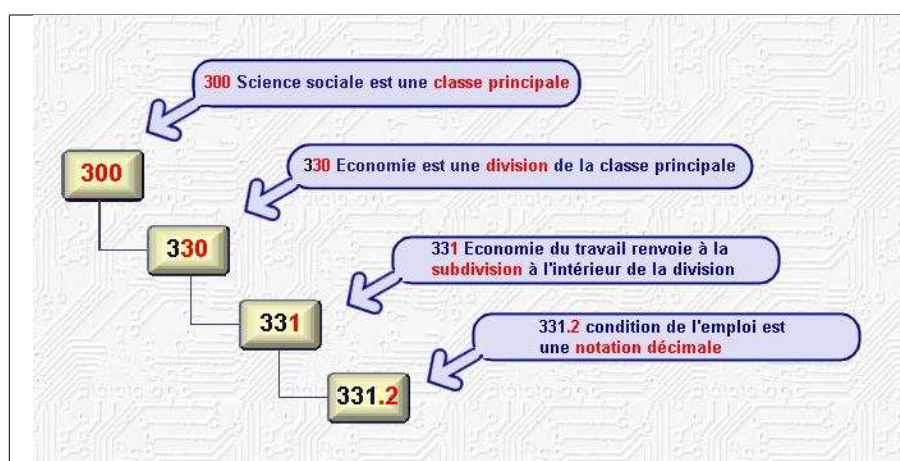 300 Science sociale est une classe principale
300
330 Economie est une division de la classe principale
330
331 Economie du travail renvoie à la
subdivision à l'intérieur de la division
331
331.2 condition de l'emploi est
une notation décimale
331.2